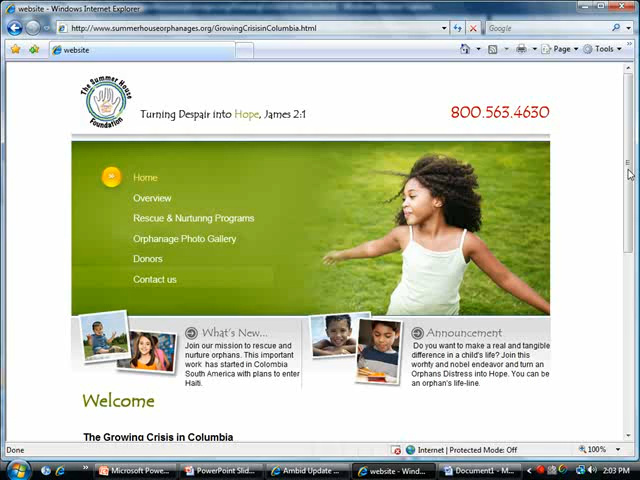 website - Windows Internet Explorer
http://www.summerhouseorphanages.org/GrowingCrisisinColumbia.html
Google
website
Page
Tools
The Summer House
Foundation
Turning Despair into Hope, James 2:1
800.563.4630
Home
Overview
Rescue & Nurturing Programs
Orphanage Photo Gallery
Donors
Contact us
What's New...
Join our mission to rescue and
nurture orphans. This important
work has started in Colombia
South America with plans to enter
Haiti.
Announcement
Do you want to make a real and tangible
difference in a child's life? Join this
worhty and nobel endeavor and turn an
Orphans Distress into Hope. You can be
an orphan's life-line.
Welcome
The Growing Crisis in Columbia
Done
Internet | Protected Mode: Off
100%
Microsoft Powe...
PowerPoint Slid...
Ambid Update ...
website - Wind...
Document1 - M...
2:03 PM